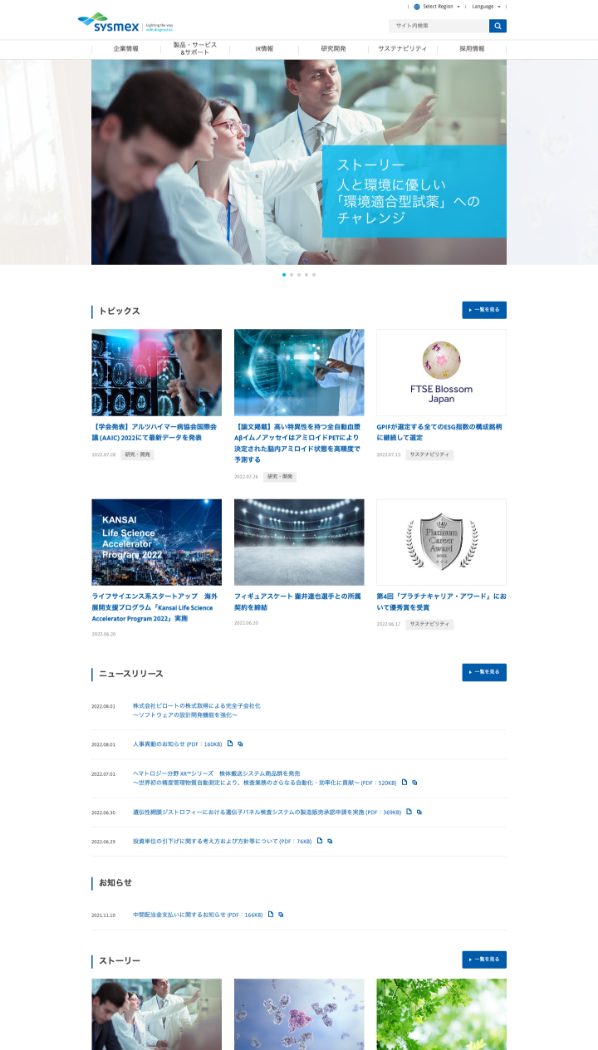 Select Region
Language
sysmex
Lighting the way
with diagnostics
サイト内検索
企業情報
製品・サービス
&サポート
IR情報
研究開発
サステナビリティ
採用情報
ストーリー
人と環境に優しい
「環境適合型試薬」への
チャレンジ
トピックス
一覧を見る
FTSE Blossom
Japan
【学会発表】アルツハイマー病協会国際会
議 (AAIC) 2022にて最新データを発表
2022.07.28 研究・開発
【論文掲載】高い特異性を持つ全自動血漿
AβイムノアッセイはアミロイドPETにより
決定された脳内アミロイド状態を高精度で
予測する
2022.07.26 研究・開発
GPIFが選定する全てのESG指数の構成銘柄
に継続して選定
2022.07.13 サステナビリティ
KANSAI
Life Science
Accelerator
Program 2022
Platinum
Career
Award
2022
ライフサイエンス系スタートアップ 海外
展開支援プログラム「Kansai Life Science
Accelerator Program 2022」実施
2022.06.20
フィギュアスケート 壷井達也選手との所属
契約を締結
2022.06.20
第4回「プラチナキャリア・アワード」にお
いて優秀賞を受賞
2022.06.17 サステナビリティ
ニュースリリース
一覧を見る
2022.08.01 株式会社ピロートの株式取得による完全子会社化
～ソフトウェアの設計開発機能を強化～
2022.08.01 人事異動のお知らせ (PDF：160KB)
2022.07.01 ヘマトロジー分野 XR™シリーズ 検体搬送システム商品群を発売
～世界初の精度管理物質自動測定により、検査業務のさらなる自動化・効率化に貢献～ (PDF：520KB)
2022.06.30 遺伝性網膜ジストロフィーにおける遺伝子パネル検査システムの製造販売承認申請を実施 (PDF：369KB)
2022.06.29 投資単位の引下げに関する考え方および方針等について (PDF：76KB)
お知らせ
2021.11.10 中間配当金支払いに関するお知らせ (PDF：166KB)
ストーリー
一覧を見る